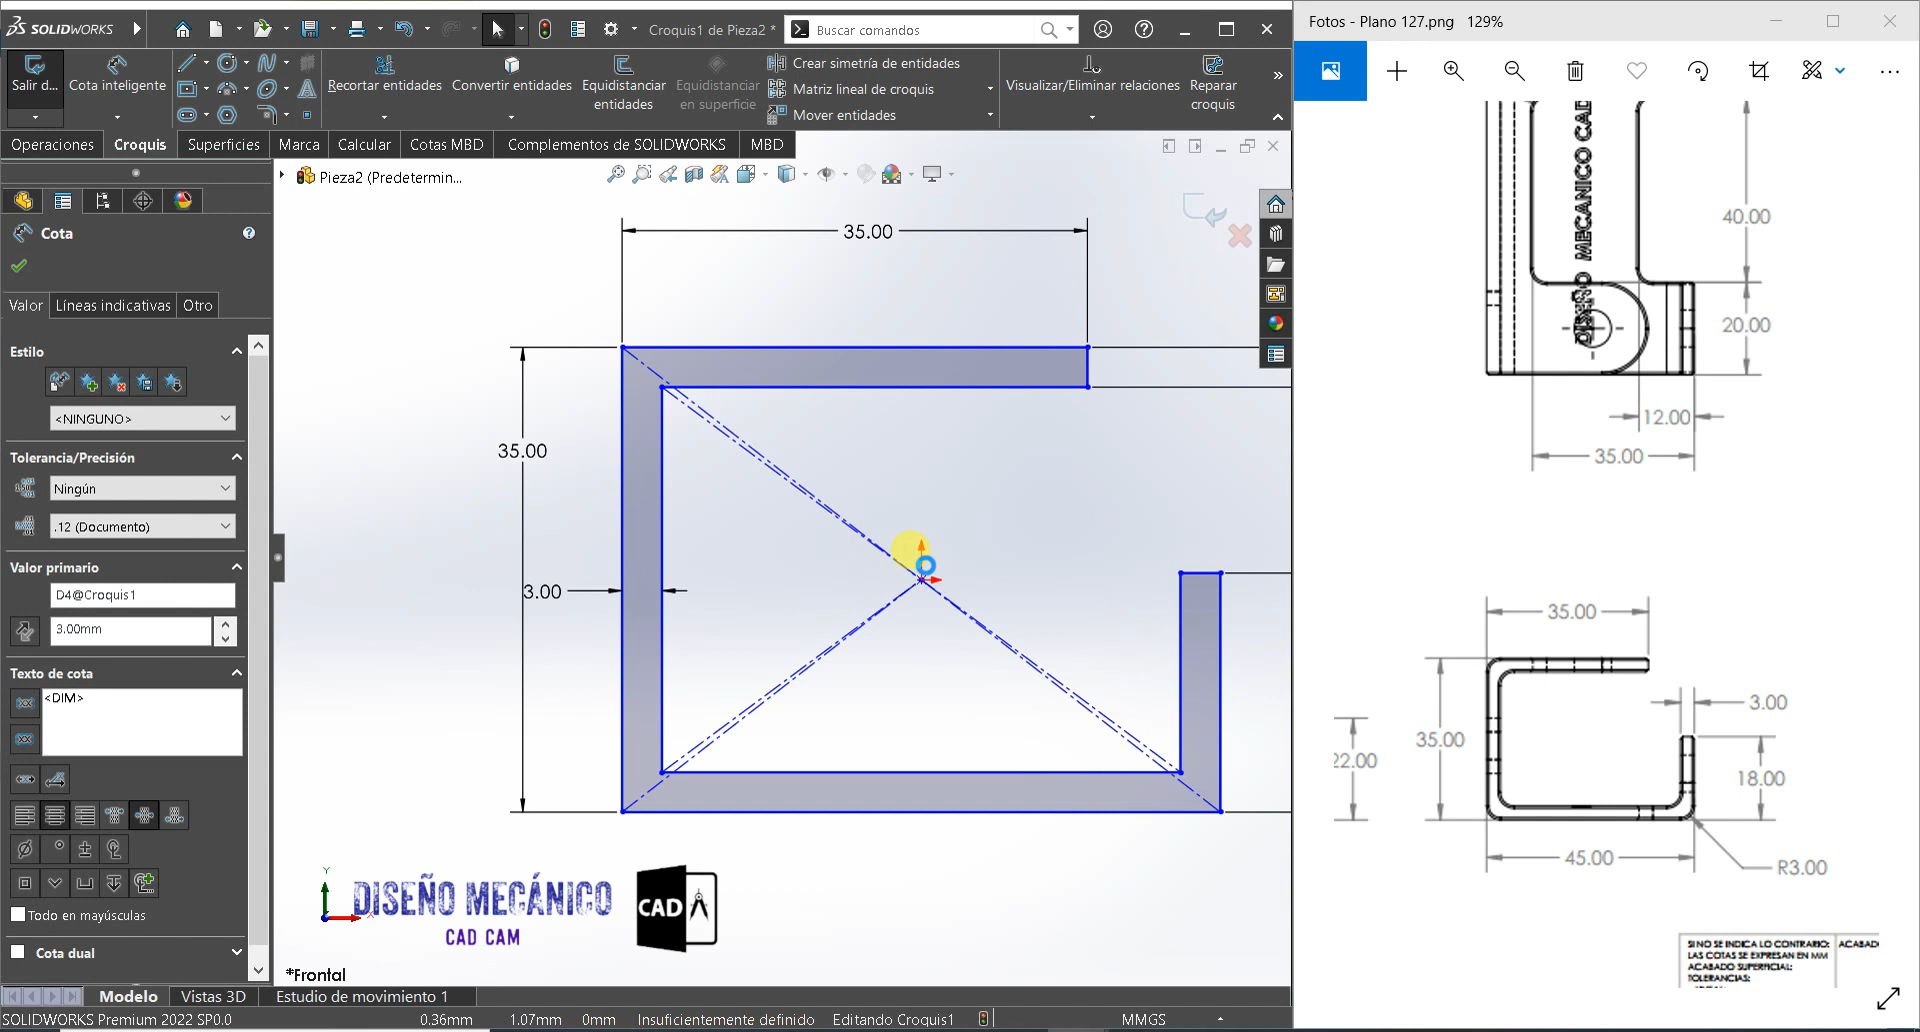 SOLIDWORKS
Croquis1 de Pieza2 *
Buscar comandos
Fotos - Plano 127.png 129%
Salir d...
Cota inteligente
Recortar entidades
Convertir entidades
Equidistanciar entidades
Equidistanciar en superficie
Crear simetría de entidades
Matriz lineal de croquis
Mover entidades
Visualizar/Eliminar relaciones
Reparar croquis
Operaciones
Croquis
Superficies
Marca
Calcular
Cotas MBD
Complementos de SOLIDWORKS
MBD
Pieza2 (Predetermin...
Cota
Valor
Líneas indicativas
Otro
Estilo
<NINGUNO>
Tolerancia/Precisión
Ningún
.12 (Documento)
Valor primario
D4@Croquis1
3.00mm
Texto de cota
<DIM>
Todo en mayúsculas
Cota dual
35.00
35.00
3.00
Y
X
DISEÑO MECÁNICO
CAD CAM
CAD
*Frontal
Modelo
Vistas 3D
Estudio de movimiento 1
SOLIDWORKS Premium 2022 SP0.0
0.36mm
1.07mm
0mm
Insuficientemente definido
Editando Croquis1
MMGS
DISEÑO MECANICO CAD
40.00
20.00
12.00
35.00
35.00
3.00
35.00
22.00
18.00
45.00
R3.00
SI NO SE INDICA LO CONTRARIO:
LAS COTAS SE EXPRESAN EN MM
ACABADO SUPERFICIAL:
TOLERANCIAS:
ACABAD